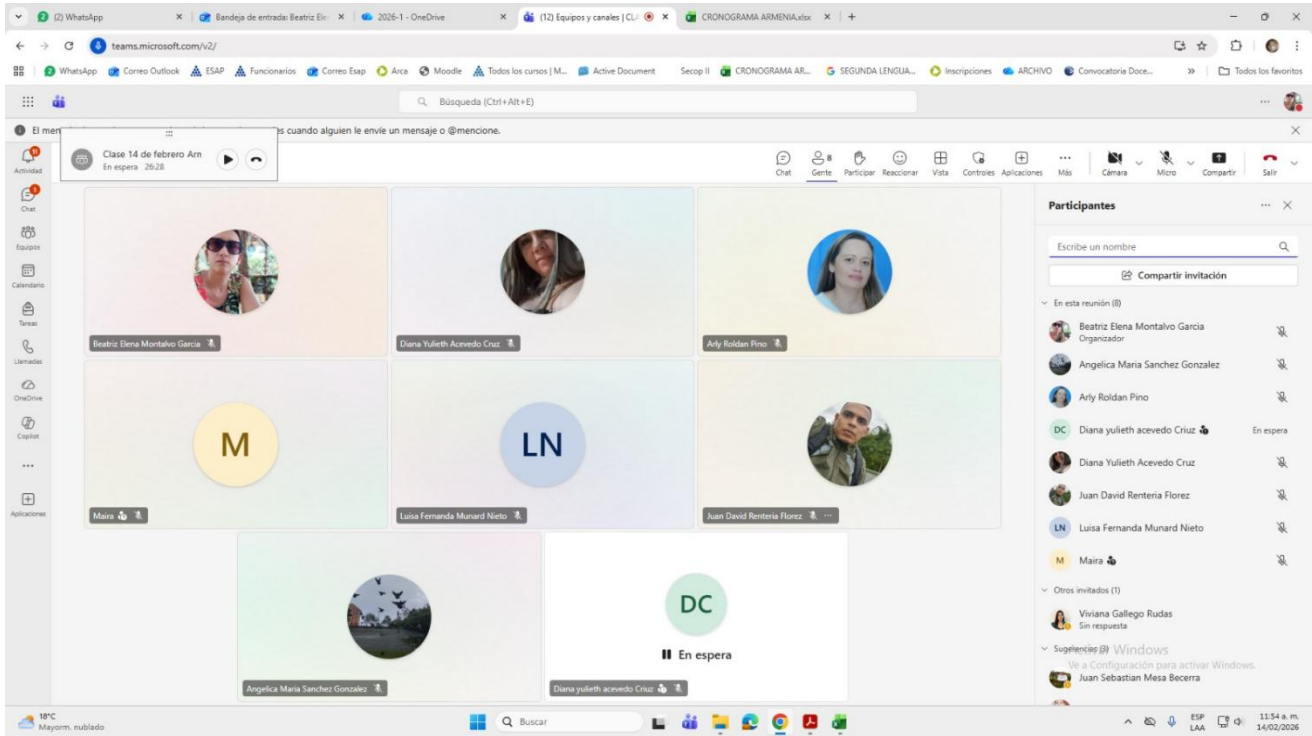 (2) WhatsApp
Bandeja de entrada: Beatriz Ele
2026-1 - OneDrive
(12) Equipos y canales | CLA
CRONOGRAMA ARMENIA.xlsx
teams.microsoft.com/v2/
WhatsApp
Correo Outlook
ESAP
Funcionarios
Correo Esap
Arca
Moodle
Todos los cursos | M...
Active Document
Secop II
CRONOGRAMA AR...
SEGUNDA LENGUA...
Inscripciones
ARCHIVO
Convocatoria Doce...
Todos los favoritos
Búsqueda (Ctrl+Alt+E)
El men
es cuando alguien le envíe un mensaje o @mencione.
Clase 14 de febrero Arn
En espera 26:28
Chat
8
Gente
Participar
Reaccionar
Vista
Controles
Aplicaciones
Más
Cámara
Micro
Compartir
Salir
Actividad
Chat
Equipos
Calendario
Tareas
Llamadas
OneDrive
Copilot
Aplicaciones
Beatriz Elena Montalvo Garcia
Diana Yulieth Acevedo Cruz
Arly Roldan Pino
M
Maira
LN
Luisa Fernanda Munard Nieto
Juan David Renteria Florez
Angelica Maria Sanchez Gonzalez
DC
En espera
Diana yulieth acevedo Criuz
Participantes
Escribe un nombre
Compartir invitación
En esta reunión (8)
Beatriz Elena Montalvo Garcia
Organizador
Angelica Maria Sanchez Gonzalez
Arly Roldan Pino
DC Diana yulieth acevedo Criuz En espera
Diana Yulieth Acevedo Cruz
Juan David Renteria Florez
LN Luisa Fernanda Munard Nieto
M Maira
Otros invitados (1)
Viviana Gallego Rudas
Sin respuesta
Sugerencias (3)
Windows
Ve a Configuración para activar Windows.
Juan Sebastian Mesa Becerra
18°C
Mayorm. nublado
Buscar
ESP
LAA
11:54 a. m.
14/02/2026